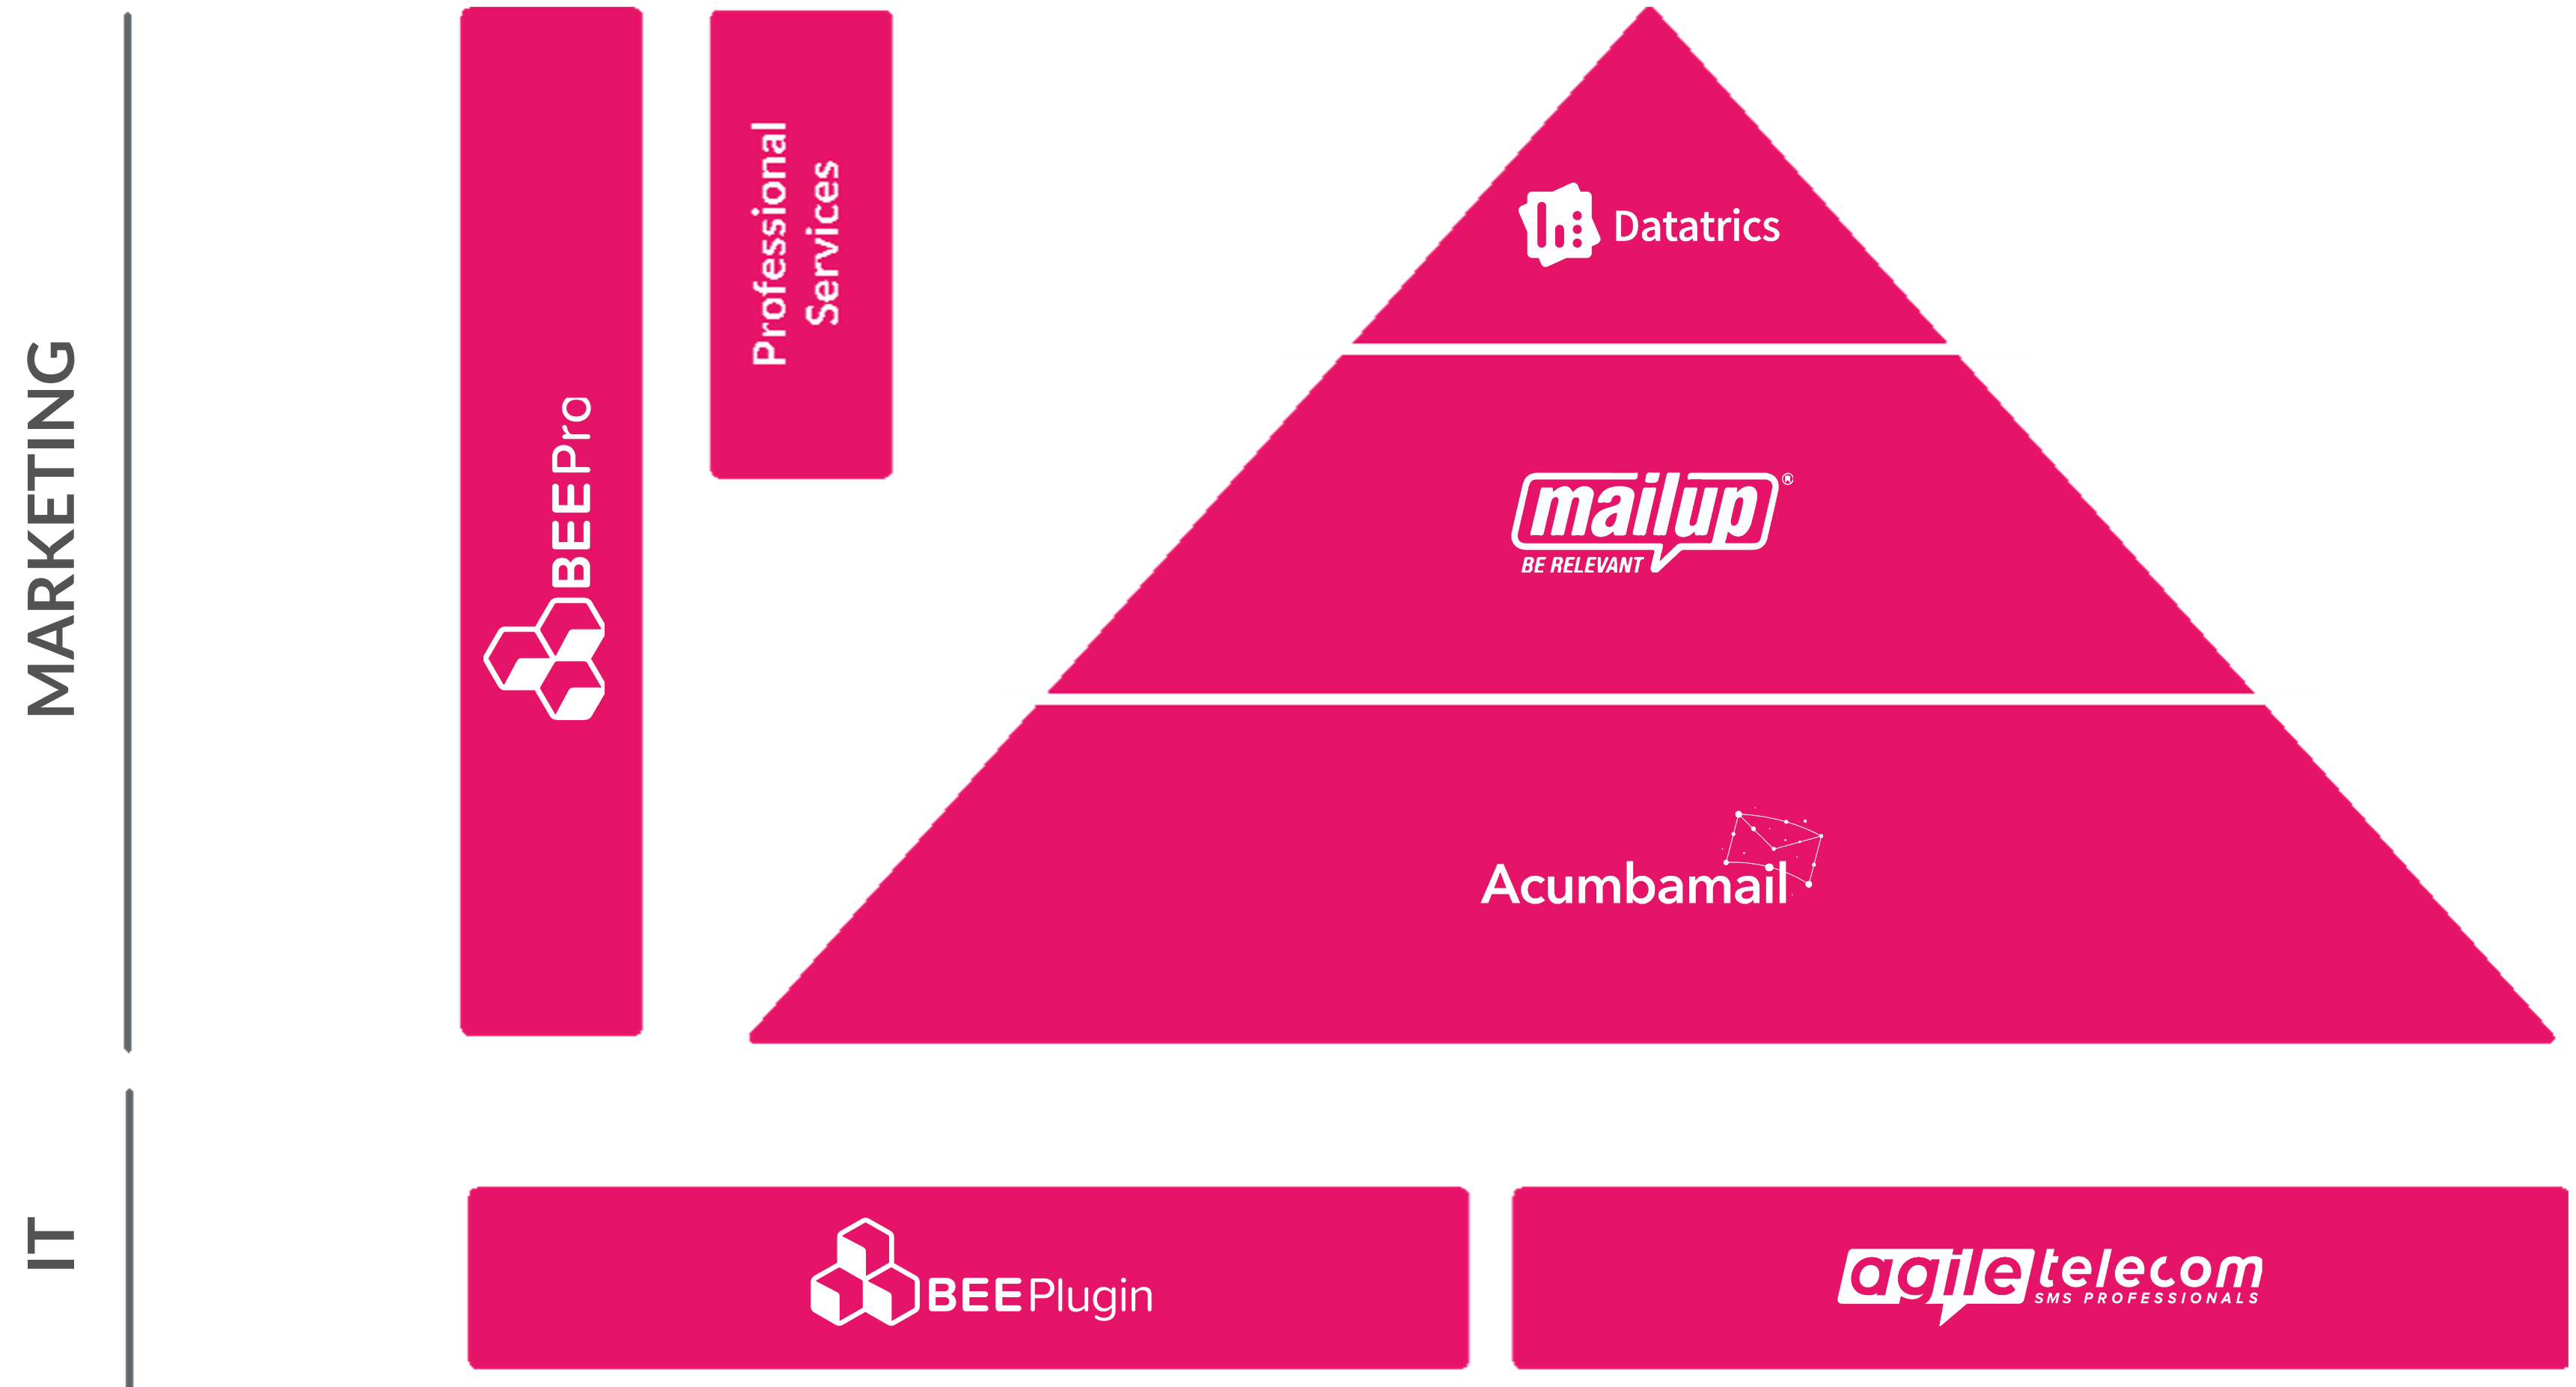 MARKETING
BEEPro
Professional
Services
Datatrics
mailup®
BE RELEVANT
Acumbamail
IT
BEEPlugin
agiletelecom
SMS PROFESSIONALS